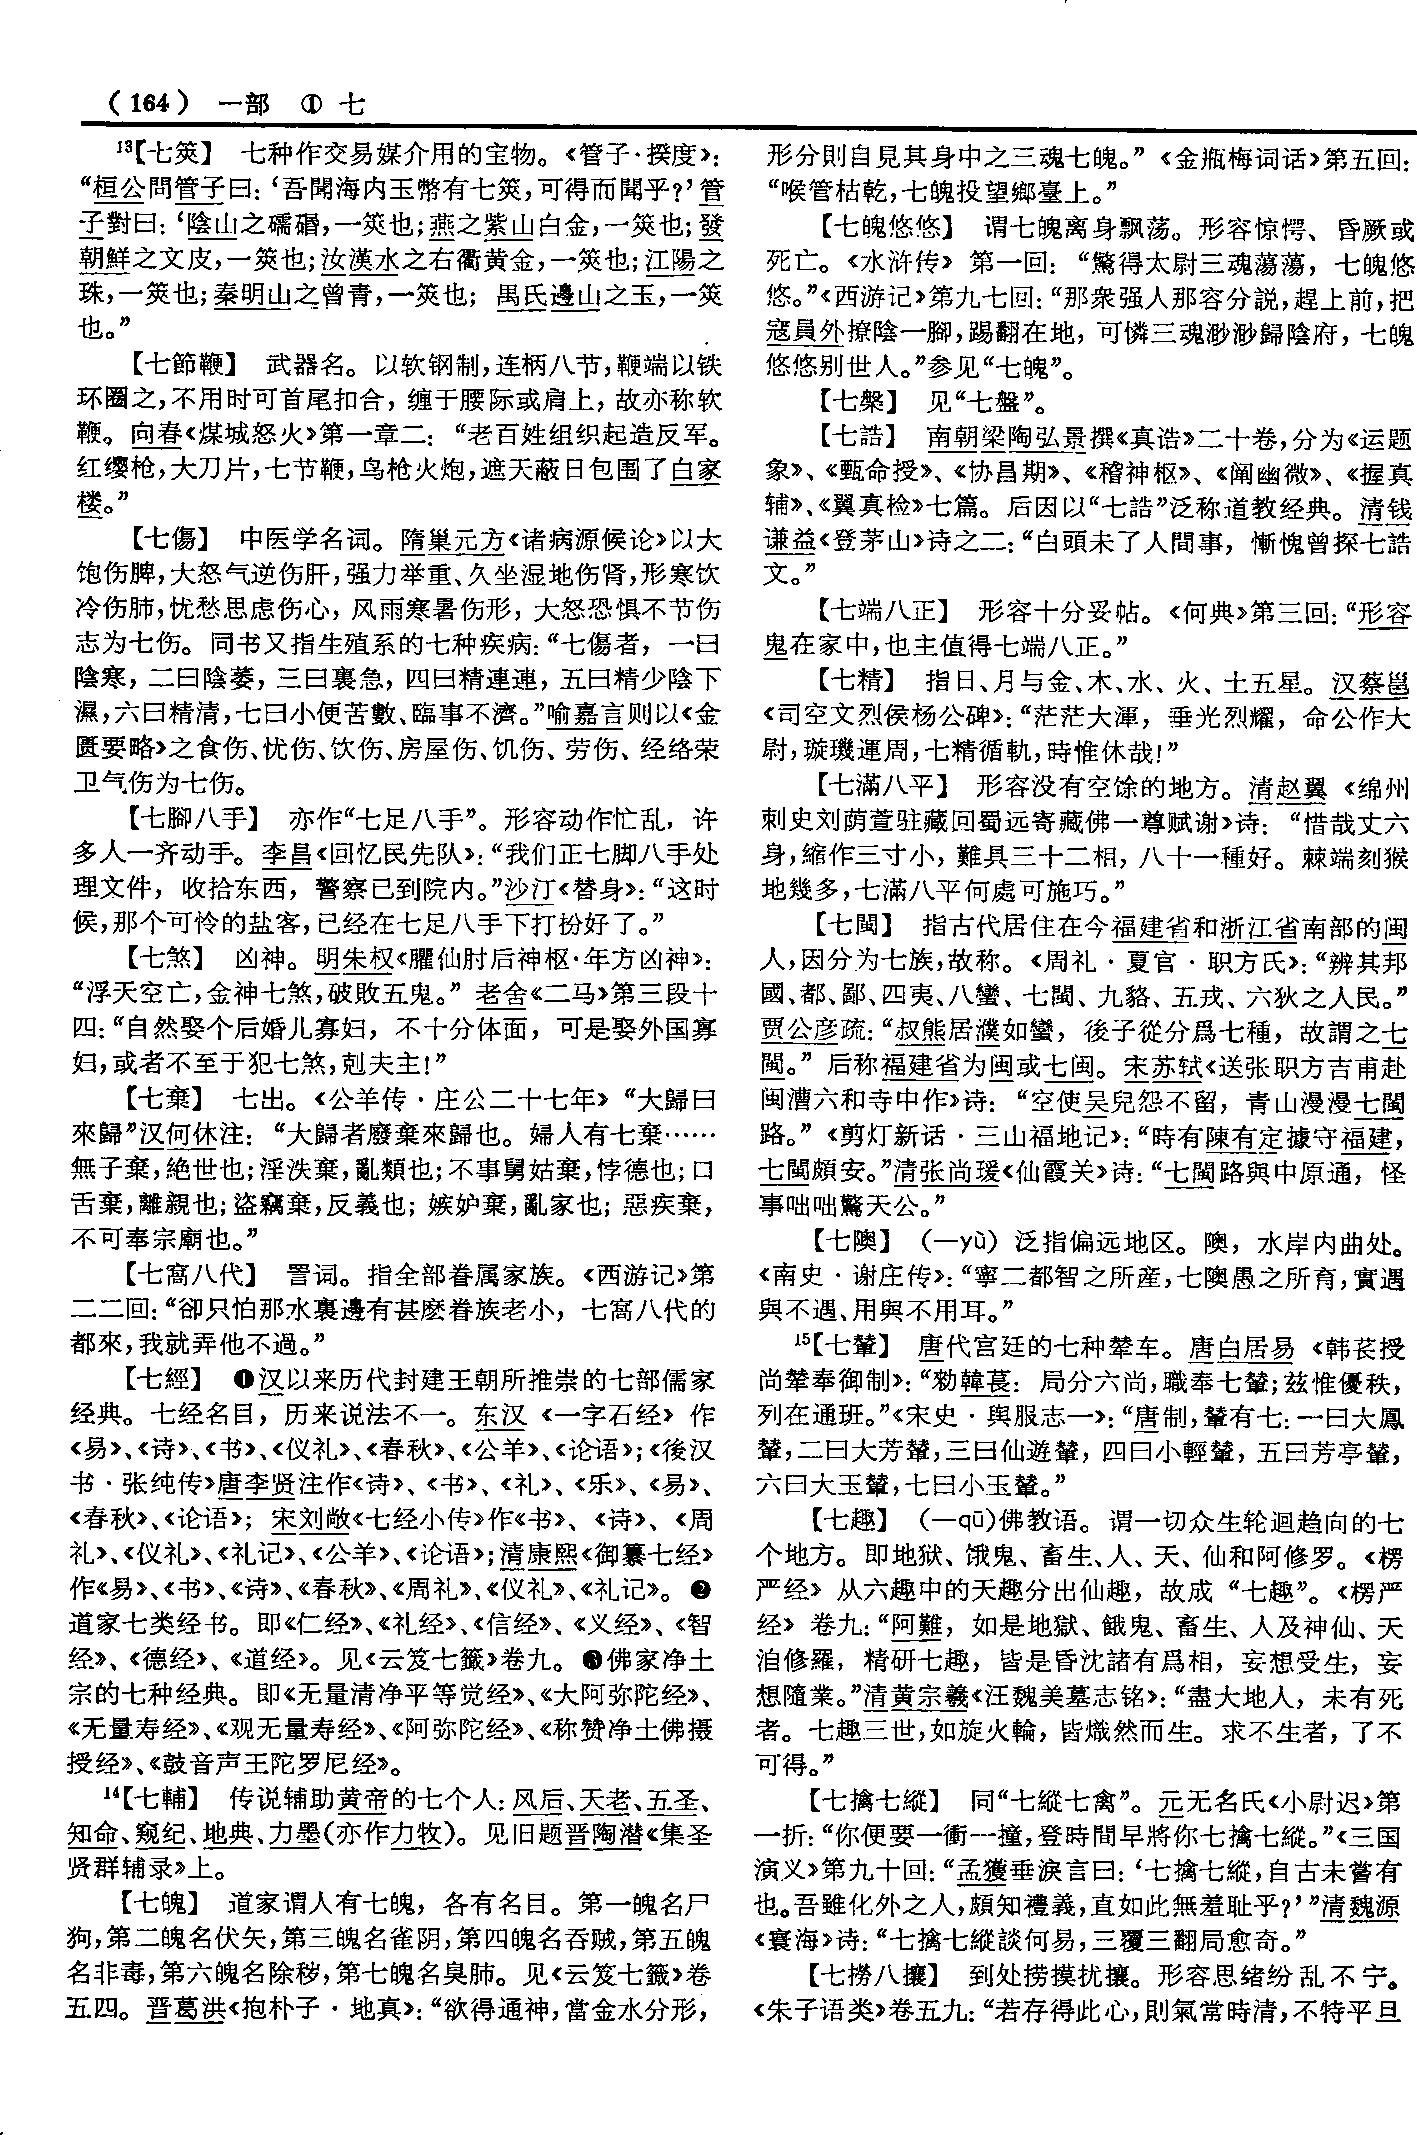 （164） 一部 ① 七
13【七筴】 七种作交易媒介用的宝物。《管子·揆度》：
“桓公問管子曰：‘吾聞海内玉幣有七筴，可得而聞乎？’管
子對曰：‘陰山之礝碈，一筴也；燕之紫山白金，一筴也；發
朝鮮之文皮，一筴也；汝漢水之右衢黄金，一筴也；江陽之
珠，一筴也；秦明山之曾青，一筴也； 禺氏邊山之玉，一筴
也。”
【七節鞭】 武器名。以软钢制，连柄八节，鞭端以铁
环圈之，不用时可首尾扣合，缠于腰际或肩上，故亦称软
鞭。向春《煤城怒火》第一章二：“老百姓组织起造反军。
红缨枪，大刀片，七节鞭，鸟枪火炮，遮天蔽日包围了白家
楼。”
【七傷】 中医学名词。隋巢元方《诸病源候论》以大
饱伤脾，大怒气逆伤肝，强力举重、久坐湿地伤肾，形寒饮
冷伤肺，忧愁思虑伤心，风雨寒暑伤形，大怒恐惧不节伤
志为七伤。同书又指生殖系的七种疾病：“七傷者，一曰
陰寒，二曰陰萎，三曰裏急，四曰精連連，五曰精少陰下
濕，六曰精清，七曰小便苦數、臨事不濟。”喻嘉言则以《金
匮要略》之食伤、忧伤、饮伤、房屋伤、饥伤、劳伤、经络荣
卫气伤为七伤。
【七腳八手】 亦作“七足八手”。形容动作忙乱，许
多人一齐动手。李昌《回忆民先队》：“我们正七脚八手处
理文件，收拾东西，警察已到院内。”沙汀《替身》：“这时
候，那个可怜的盐客，已经在七足八手下打扮好了。”
【七煞】 凶神。明朱权《臞仙肘后神枢·年方凶神》：
“浮天空亡，金神七煞，破敗五鬼。”老舍《二马》第三段十
四：“自然娶个后婚儿寡妇，不十分体面，可是娶外国寡
妇，或者不至于犯七煞，剋夫主！”
【七棄】 七出。《公羊传·庄公二十七年》“大歸曰
來歸”汉何休注：“大歸者廢棄來歸也。婦人有七棄……
無子棄，絶世也；淫泆棄，亂類也；不事舅姑棄，悖德也；口
舌棄，離親也；盜竊棄，反義也；嫉妒棄，亂家也；惡疾棄，
不可奉宗廟也。”
【七窩八代】 詈词。指全部眷属家族。《西游记》第
二二回：“卻只怕那水裏邊有甚麽眷族老小，七窩八代的
都來，我就弄他不過。”
【七經】 ❶汉以来历代封建王朝所推崇的七部儒家
经典。七经名目，历来说法不一。东汉《一字石经》作
《易》、《诗》、《书》、《仪礼》、《春秋》、《公羊》、《论语》；《後汉
书·张纯传》唐李贤注作《诗》、《书》、《礼》、《乐》、《易》、
《春秋》、《论语》；宋刘敞《七经小传》作《书》、《诗》、《周
礼》、《仪礼》、《礼记》、《公羊》、《论语》；清康熙《御纂七经》
作《易》、《书》、《诗》、《春秋》、《周礼》、《仪礼》、《礼记》。❷
道家七类经书。即《仁经》、《礼经》、《信经》、《义经》、《智
经》、《德经》、《道经》。见《云笈七籖》卷九。❸佛家净土
宗的七种经典。即《无量清净平等觉经》、《大阿弥陀经》、
《无量寿经》、《观无量寿经》、《阿弥陀经》、《称赞净土佛摄
授经》、《鼓音声王陀罗尼经》。
14【七輔】 传说辅助黄帝的七个人：风后、天老、五圣、
知命、窥纪、地典、力墨（亦作力牧）。见旧题晋陶潜《集圣
贤群辅录》上。
【七魄】 道家谓人有七魄，各有名目。第一魄名尸
狗，第二魄名伏矢，第三魄名雀阴，第四魄名吞贼，第五魄
名非毒，第六魄名除秽，第七魄名臭肺。见《云笈七籖》卷
五四。晋葛洪《抱朴子·地真》：“欲得通神，當金水分形，
形分則自見其身中之三魂七魄。”《金瓶梅词话》第五回：
“喉管枯乾，七魄投望鄉臺上。”
【七魄悠悠】 谓七魄离身飘荡。形容惊愕、昏厥或
死亡。《水浒传》第一回：“驚得太尉三魂蕩蕩，七魄悠
悠。”《西游记》第九七回：“那衆强人那容分説，趕上前，把
寇員外撩陰一腳，踢翻在地，可憐三魂渺渺歸陰府，七魄
悠悠别世人。”参见“七魄”。
【七槃】 见“七盤”。
【七誥】 南朝梁陶弘景撰《真诰》二十卷，分为《运题
象》、《甄命授》、《协昌期》、《稽神枢》、《阐幽微》、《握真
辅》、《翼真检》七篇。后因以“七誥”泛称道教经典。清钱
谦益《登茅山》诗之二：“白頭未了人間事，慚愧曾探七誥
文。”
【七端八正】 形容十分妥帖。《何典》第三回：“形容
鬼在家中，也主值得七端八正。”
【七精】 指日、月与金、木、水、火、土五星。汉蔡邕
《司空文烈侯杨公碑》：“茫茫大渾，垂光烈耀，命公作大
尉，璇璣運周，七精循軌，時惟休哉！”
【七滿八平】 形容没有空馀的地方。清赵翼《绵州
刺史刘荫萱驻藏回蜀远寄藏佛一尊赋谢》诗：“惜哉丈六
身，縮作三寸小，難具三十二相，八十一種好。棘端刻猴
地幾多，七滿八平何處可施巧。”
【七閩】 指古代居住在今福建省和浙江省南部的闽
人，因分为七族，故称。《周礼·夏官·职方氏》：“辨其邦
國、都、鄙、四夷、八蠻、七閩、九貉、五戎、六狄之人民。”
贾公彦疏：“叔熊居濮如蠻，後子從分爲七種，故謂之七
閩。”后称福建省为闽或七闽。宋苏轼《送张职方吉甫赴
闽漕六和寺中作》诗：“空使吴兒怨不留，青山漫漫七閩
路。”《剪灯新话·三山福地记》：“時有陳有定據守福建，
七閩頗安。”清张尚瑗《仙霞关》诗：“七閩路與中原通，怪
事咄咄驚天公。”
【七隩】 （—yù）泛指偏远地区。隩，水岸内曲处。
《南史·谢庄传》：“寧二都智之所産，七隩愚之所育，實遇
與不遇、用與不用耳。”
15【七輦】 唐代宫廷的七种辇车。唐白居易《韩苌授
尚辇奉御制》：“勑韓萇：局分六尚，職奉七輦；兹惟優秩，
列在通班。”《宋史·舆服志一》：“唐制，輦有七：一曰大鳳
輦，二曰大芳輦，三曰仙遊輦，四曰小輕輦，五曰芳亭輦，
六曰大玉輦，七曰小玉輦。”
【七趣】 （—qū）佛教语。谓一切众生轮迴趋向的七
个地方。即地狱、饿鬼、畜生、人、天、仙和阿修罗。《楞
严经》从六趣中的天趣分出仙趣，故成“七趣”。《楞严
经》卷九：“阿難，如是地獄、餓鬼、畜生、人及神仙、天
洎修羅，精研七趣，皆是昏沈諸有爲相，妄想受生，妄
想隨業。”清黄宗羲《汪魏美墓志铭》：“盡大地人，未有死
者。七趣三世，如旋火輪，皆熾然而生。求不生者，了不
可得。”
【七擒七縱】 同“七縱七禽”。元无名氏《小尉迟》第
一折：“你便要一衝一撞，登時間早將你七擒七縱。”《三国
演义》第九十回：“孟獲垂淚言曰：‘七擒七縱，自古未嘗有
也。吾雖化外之人，頗知禮義，直如此無羞耻乎？’”清魏源
《寰海》诗：“七擒七縱談何易，三覆三翻局愈奇。”
【七撈八攘】 到处捞摸扰攘。形容思绪纷乱不宁。
《朱子语类》卷五九：“若存得此心，則氣常時清，不特平旦